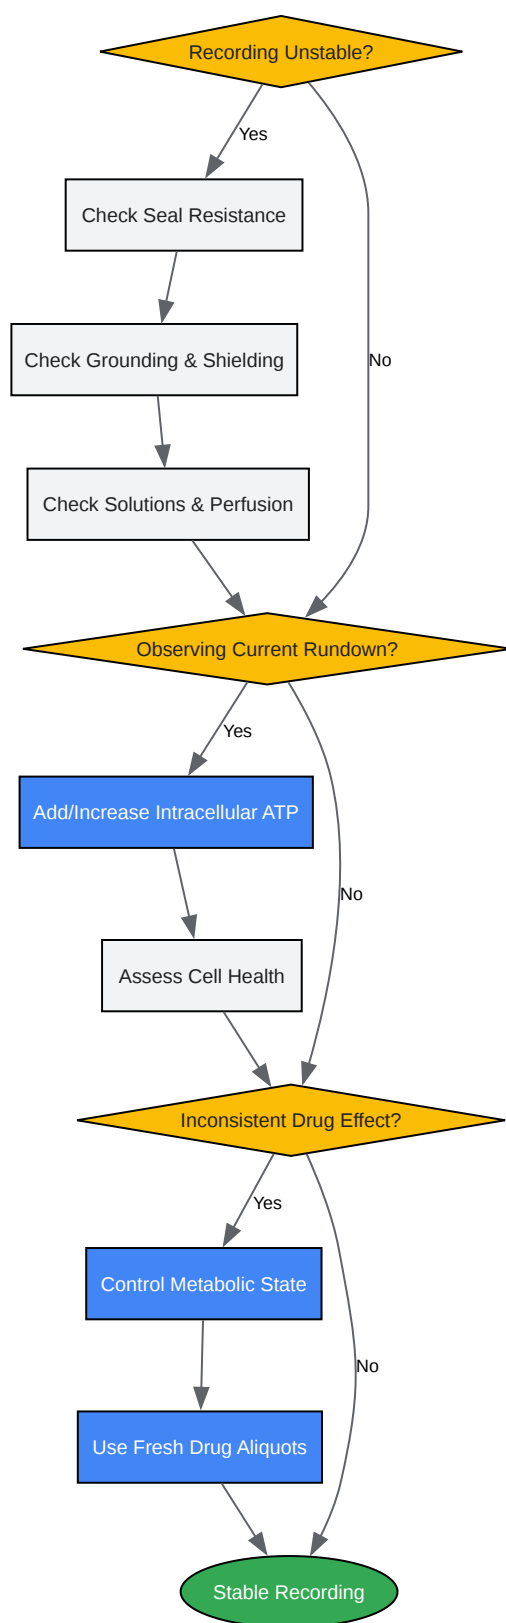 Recording Unstable?
Yes
Check Seal Resistance
Check Grounding & Shielding
No
Check Solutions & Perfusion
Observing Current Rundown?
Yes
Add/Increase Intracellular ATP
No
Assess Cell Health
Inconsistent Drug Effect?
Yes
Control Metabolic State
No
Use Fresh Drug Aliquots
Stable Recording